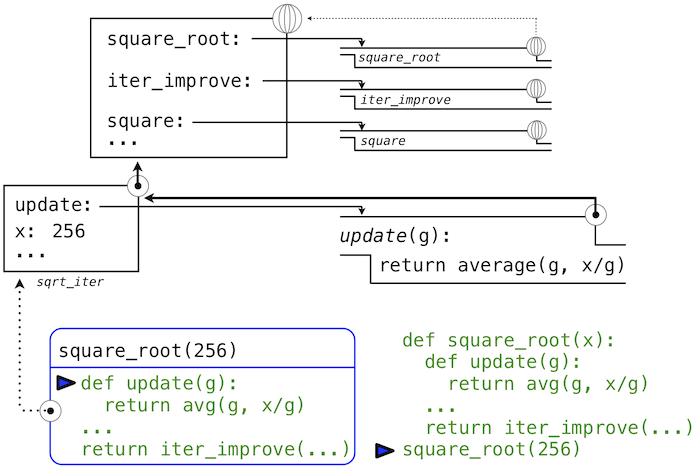 square_root:
square_root
iter_improve:
iter_improve
square:
square
...
update:
x: 256
...
sqrt_iter
update(g):
return average(g, x/g)
square_root(256)
def update(g):
return avg(g, x/g)
...
return iter_improve(...)
def square_root(x):
def update(g):
return avg(g, x/g)
...
return iter_improve(...)
square_root(256)